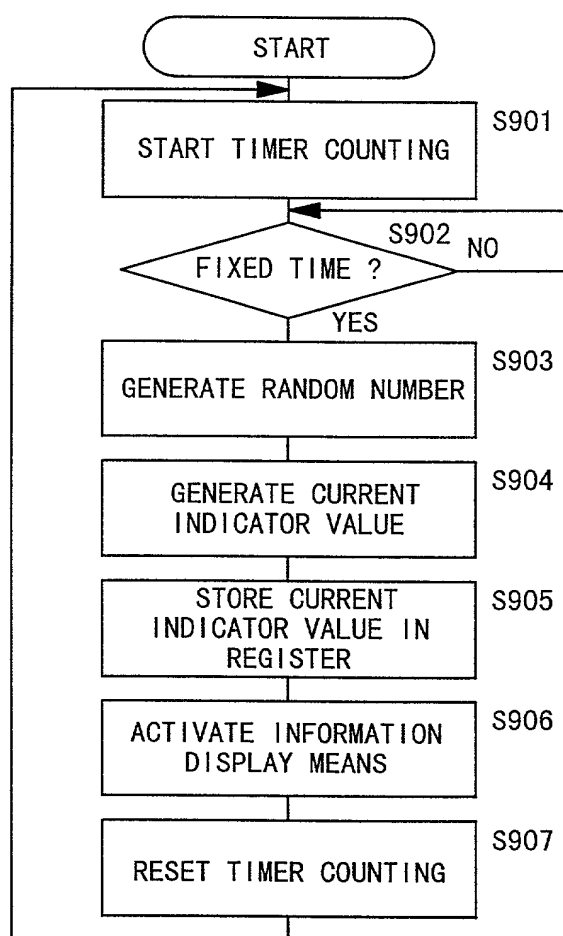 START
S901
START TIMER COUNTING
S902
FIXED TIME ?
NO
YES
S903
GENERATE RANDOM NUMBER
S904
GENERATE CURRENT
INDICATOR VALUE
S905
STORE CURRENT
INDICATOR VALUE IN
REGISTER
S906
ACTIVATE INFORMATION
DISPLAY MEANS
S907
RESET TIMER COUNTING